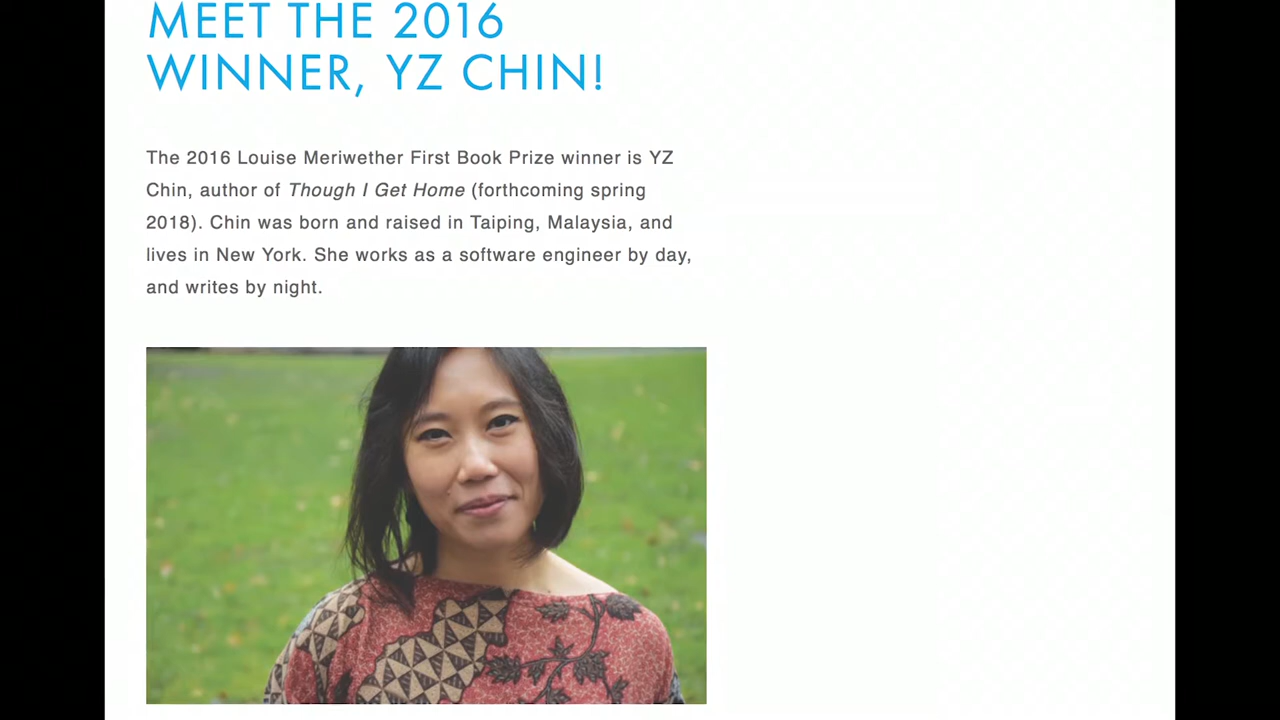 MEET THE 2016
WINNER, YZ CHIN!
The 2016 Louise Meriwether First Book Prize winner is YZ
Chin, author of Though I Get Home (forthcoming spring
2018). Chin was born and raised in Taiping, Malaysia, and
lives in New York. She works as a software engineer by day,
and writes by night.